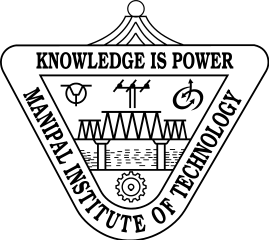 KNOWLEDGE IS POWER
MANIPAL INSTITUTE OF TECHNOLOGY